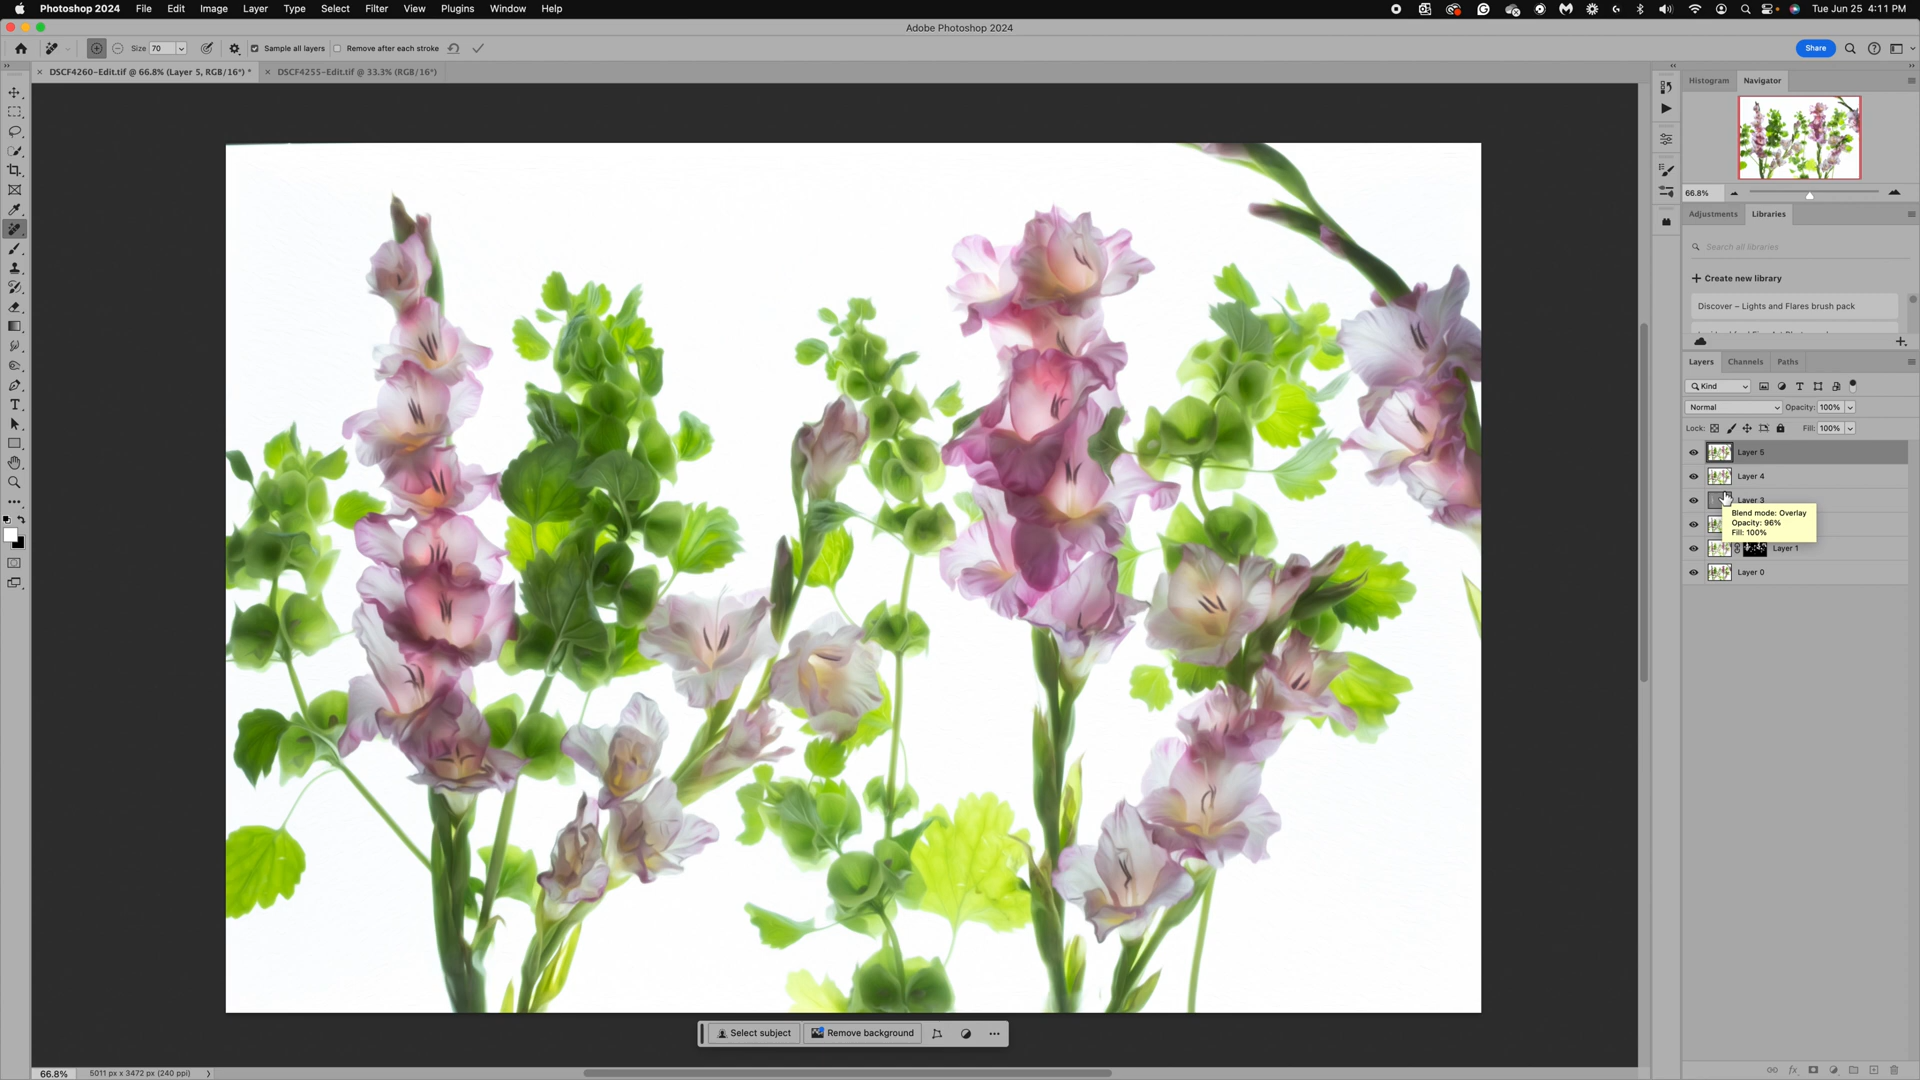 Photoshop 2024 File Edit Image Layer Type Select Filter View Plugins Window Help Tue Jun 25 4:11 PM
Adobe Photoshop 2024
Size 70 Sample all layers Remove after each stroke Share
DSCF4260-Edit.tif @ 66.8% (Layer 5, RGB/16*) * DSCF4255-Edit.tif @ 33.3% (RGB/16*)
Histogram Navigator
66.8%
Adjustments Libraries
Search all libraries
+ Create new library
Discover – Lights and Flares brush pack
Layers Channels Paths
Kind
Normal Opacity: 100%
Lock: Fill: 100%
Layer 5
Layer 4
Layer 3
Blend mode: Overlay
Opacity: 96%
Fill: 100%
Layer 1
Layer 0
Select subject Remove background
66.8% 5011 px x 3472 px (240 ppi)